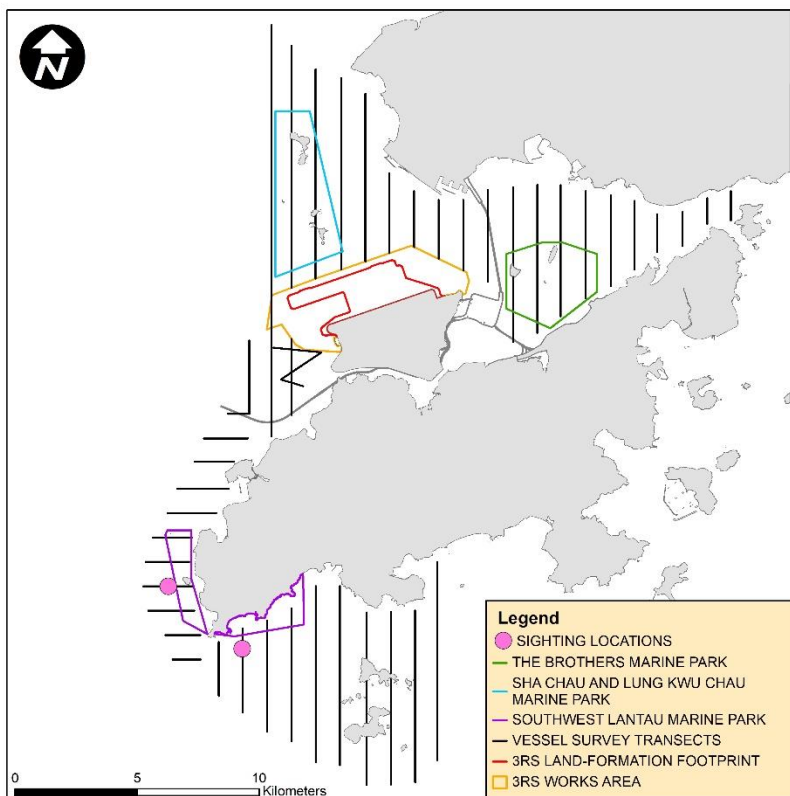 N
Legend
SIGHTING LOCATIONS
THE BROTHERS MARINE PARK
SHA CHAU AND LUNG KWU CHAU
MARINE PARK
SOUTHWEST LANTAU MARINE PARK
VESSEL SURVEY TRANSECTS
3RS LAND-FORMATION FOOTPRINT
3RS WORKS AREA
0 5 10
Kilometers